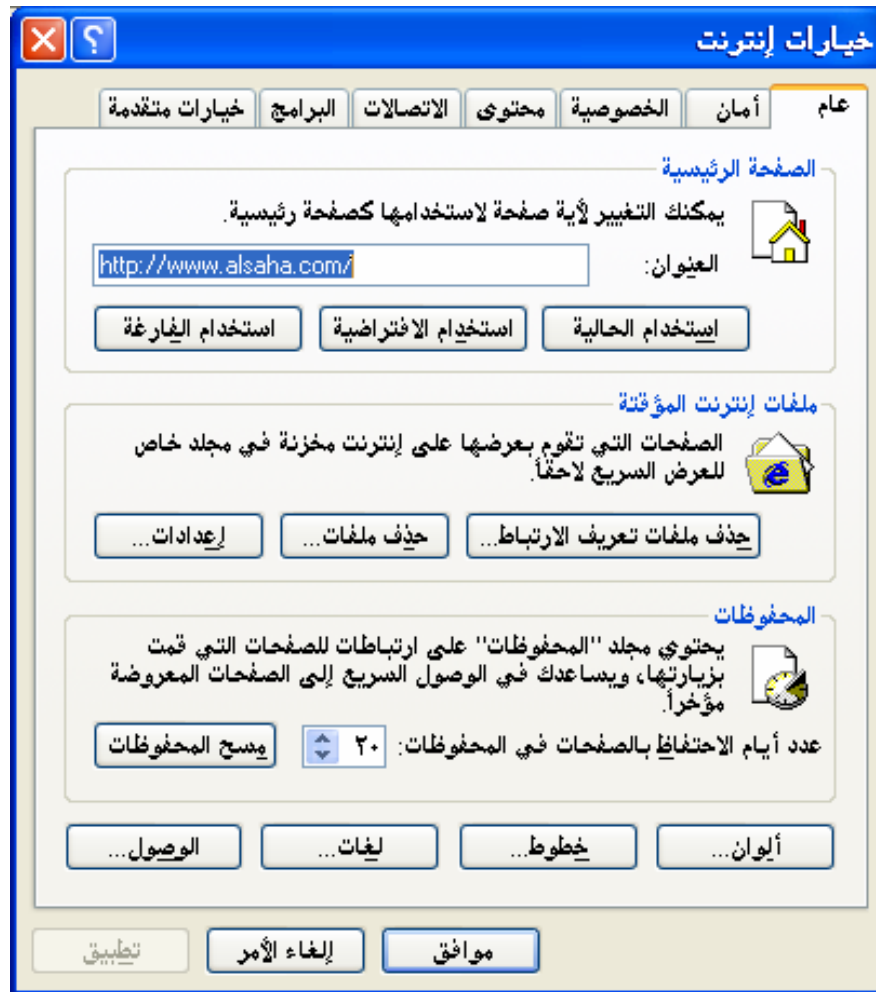 خيارات إنترنت
عام
أمان
الخصوصية
محتوى
الاتصالات
البرامج
خيارات متقدمة
الصفحة الرئيسية
يمكنك التغيير لأية صفحة لاستخدامها كصفحة رئيسية.
العنوان:
http://www.alsaha.com/
استخدام الحالية
استخدام الافتراضية
استخدام الفارغة
ملفات إنترنت المؤقتة
الصفحات التي تقوم بعرضها على إنترنت مخزنة في مجلد خاص
للعرض السريع لاحقاً.
حذف ملفات تعريف الارتباط...
حذف ملفات...
إعدادات...
المحفوظات
يحتوي مجلد "المحفوظات" على ارتباطات للصفحات التي قمت
بزيارتها، ويساعدك في الوصول السريع إلى الصفحات المعروضة
مؤخراً.
عدد أيام الاحتفاظ بالصفحات في المحفوظات:
٢٠
مسح المحفوظات
ألوان...
خطوط...
لغات...
الوصول...
موافق
إلغاء الأمر
تطبيق